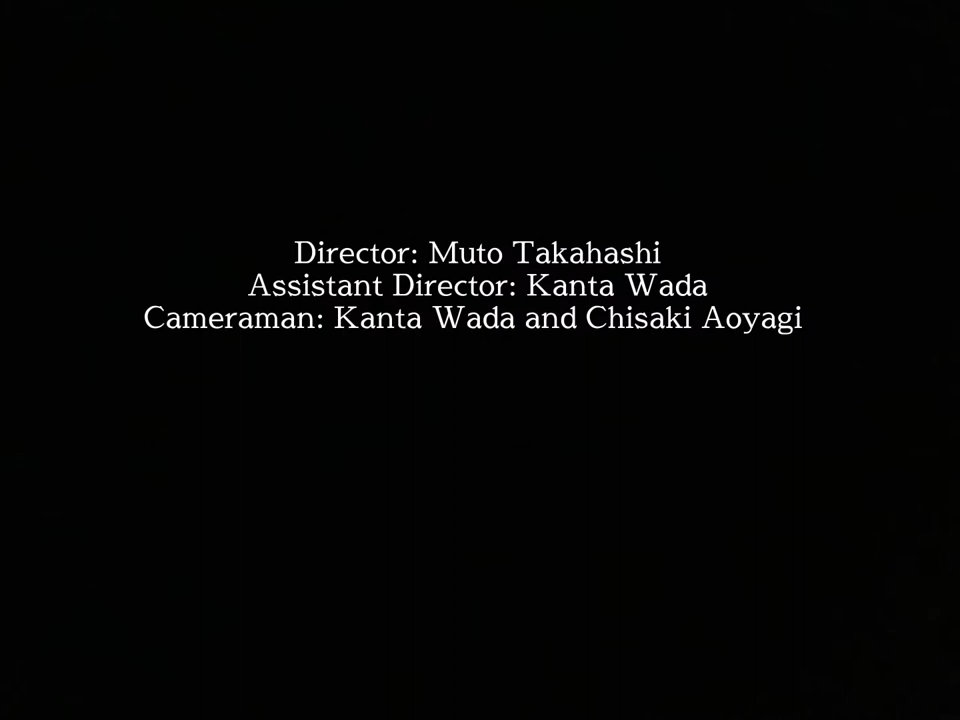 Director: Muto Takahashi
Assistant Director: Kanta Wada
Cameraman: Kanta Wada and Chisaki Aoyagi